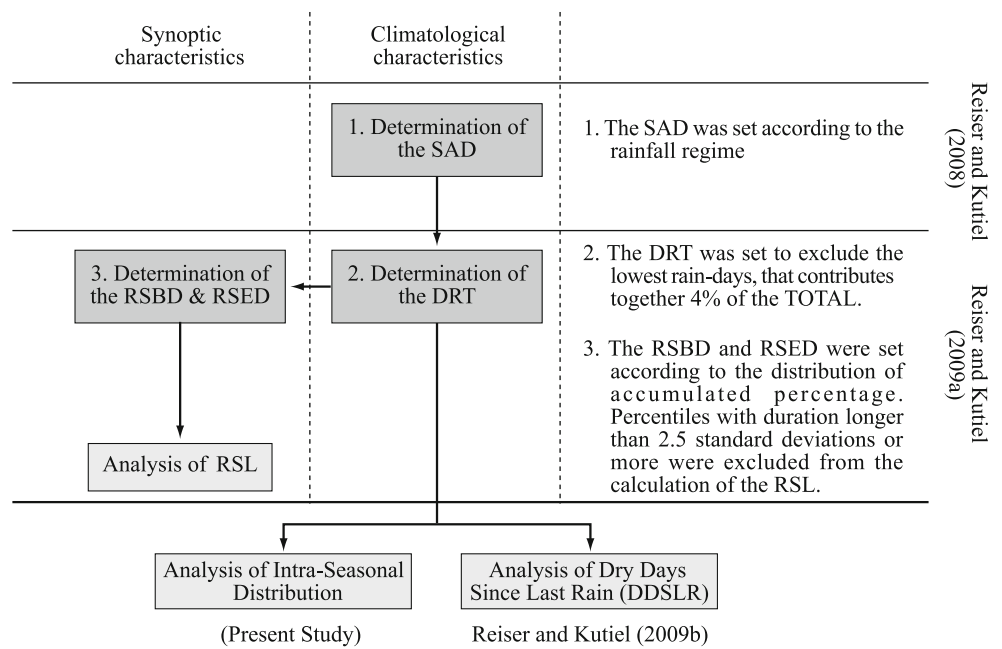 Synoptic
characteristics
Climatological
characteristics
1. Determination of
the SAD
1. The SAD was set according to the
rainfall regime
Reiser and Kutiel
(2008)
3. Determination of
the RSBD & RSED
2. Determination of
the DRT
2. The DRT was set to exclude the
lowest rain-days, that contributes
together 4% of the TOTAL.
3. The RSBD and RSED were set
according to the distribution of
accumulated percentage.
Percentiles with duration longer
than 2.5 standard deviations or
more were excluded from the
calculation of the RSL.
Reiser and Kutiel
2009a)
Analysis of RSL
Analysis of Intra-Seasonal
Distribution
Analysis of Dry Days
Since Last Rain (DDSLR)
(Present Study)
Reiser and Kutiel (2009b)